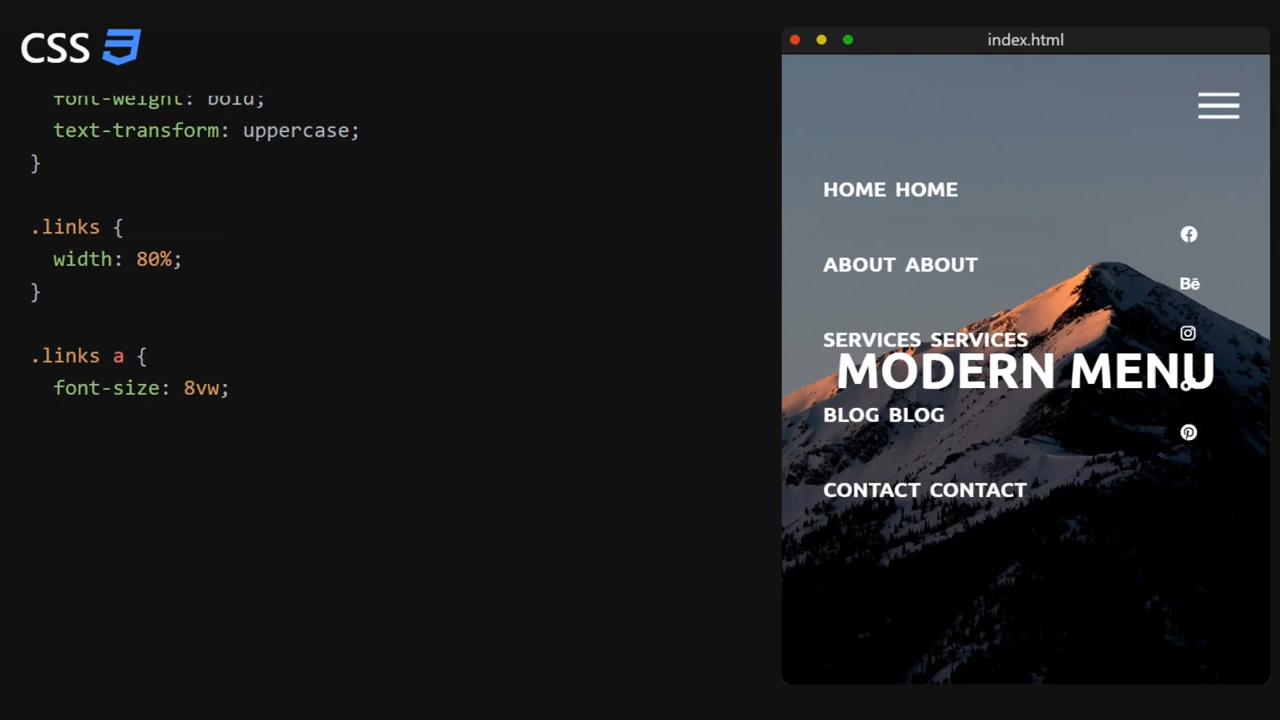 CSS
font-weight: bold;
text-transform: uppercase;
}
.links {
width: 80%;
}
.links a {
font-size: 8vw;
index.html
HOME HOME
ABOUT ABOUT
SERVICES SERVICES
MODERN MENU
BLOG BLOG
CONTACT CONTACT
Bē